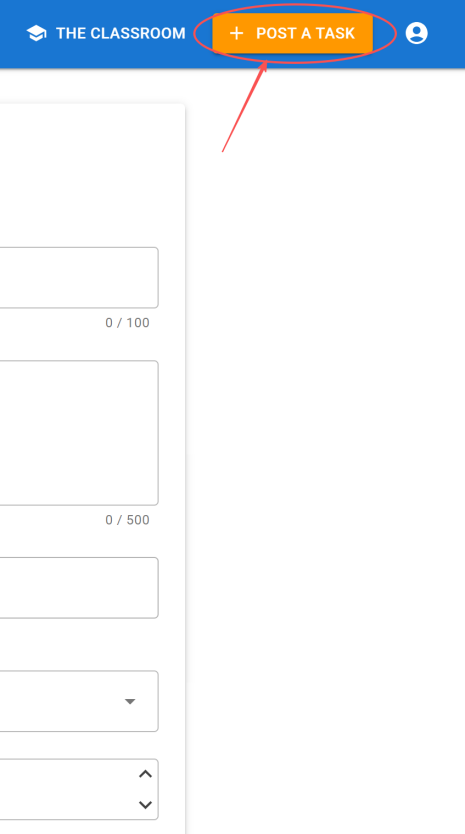 THE CLASSROOM
+ POST A TASK
0 / 100
0 / 500